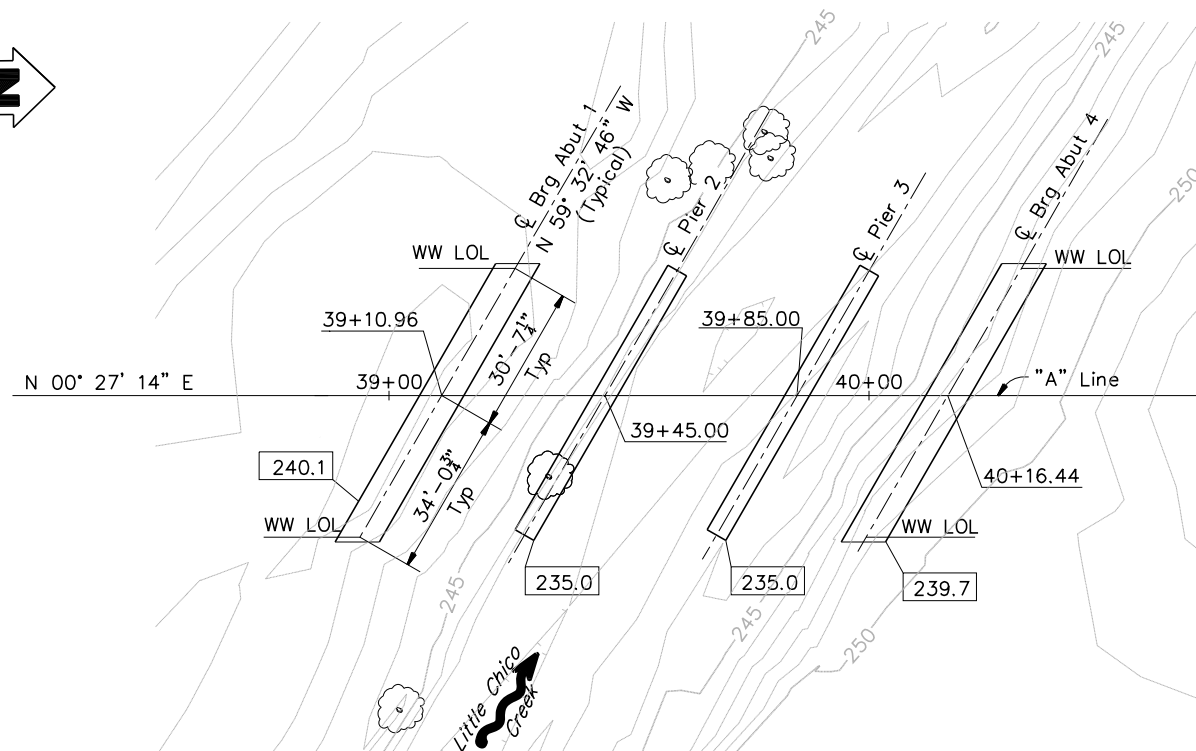 N
245
245
250
℄ Brg Abut 1
N 59° 32' 46" W
(Typical)
℄ Pier 2
℄ Pier 3
℄ Brg Abut 4
WW LOL
WW LOL
39+10.96
39+85.00
30'-7¼"
Typ
N 00° 27' 14" E
39+00
40+00
"A" Line
39+45.00
240.1
34'-0¾"
Typ
40+16.44
WW LOL
WW LOL
235.0
235.0
239.7
245
245
250
Little Chico
Creek